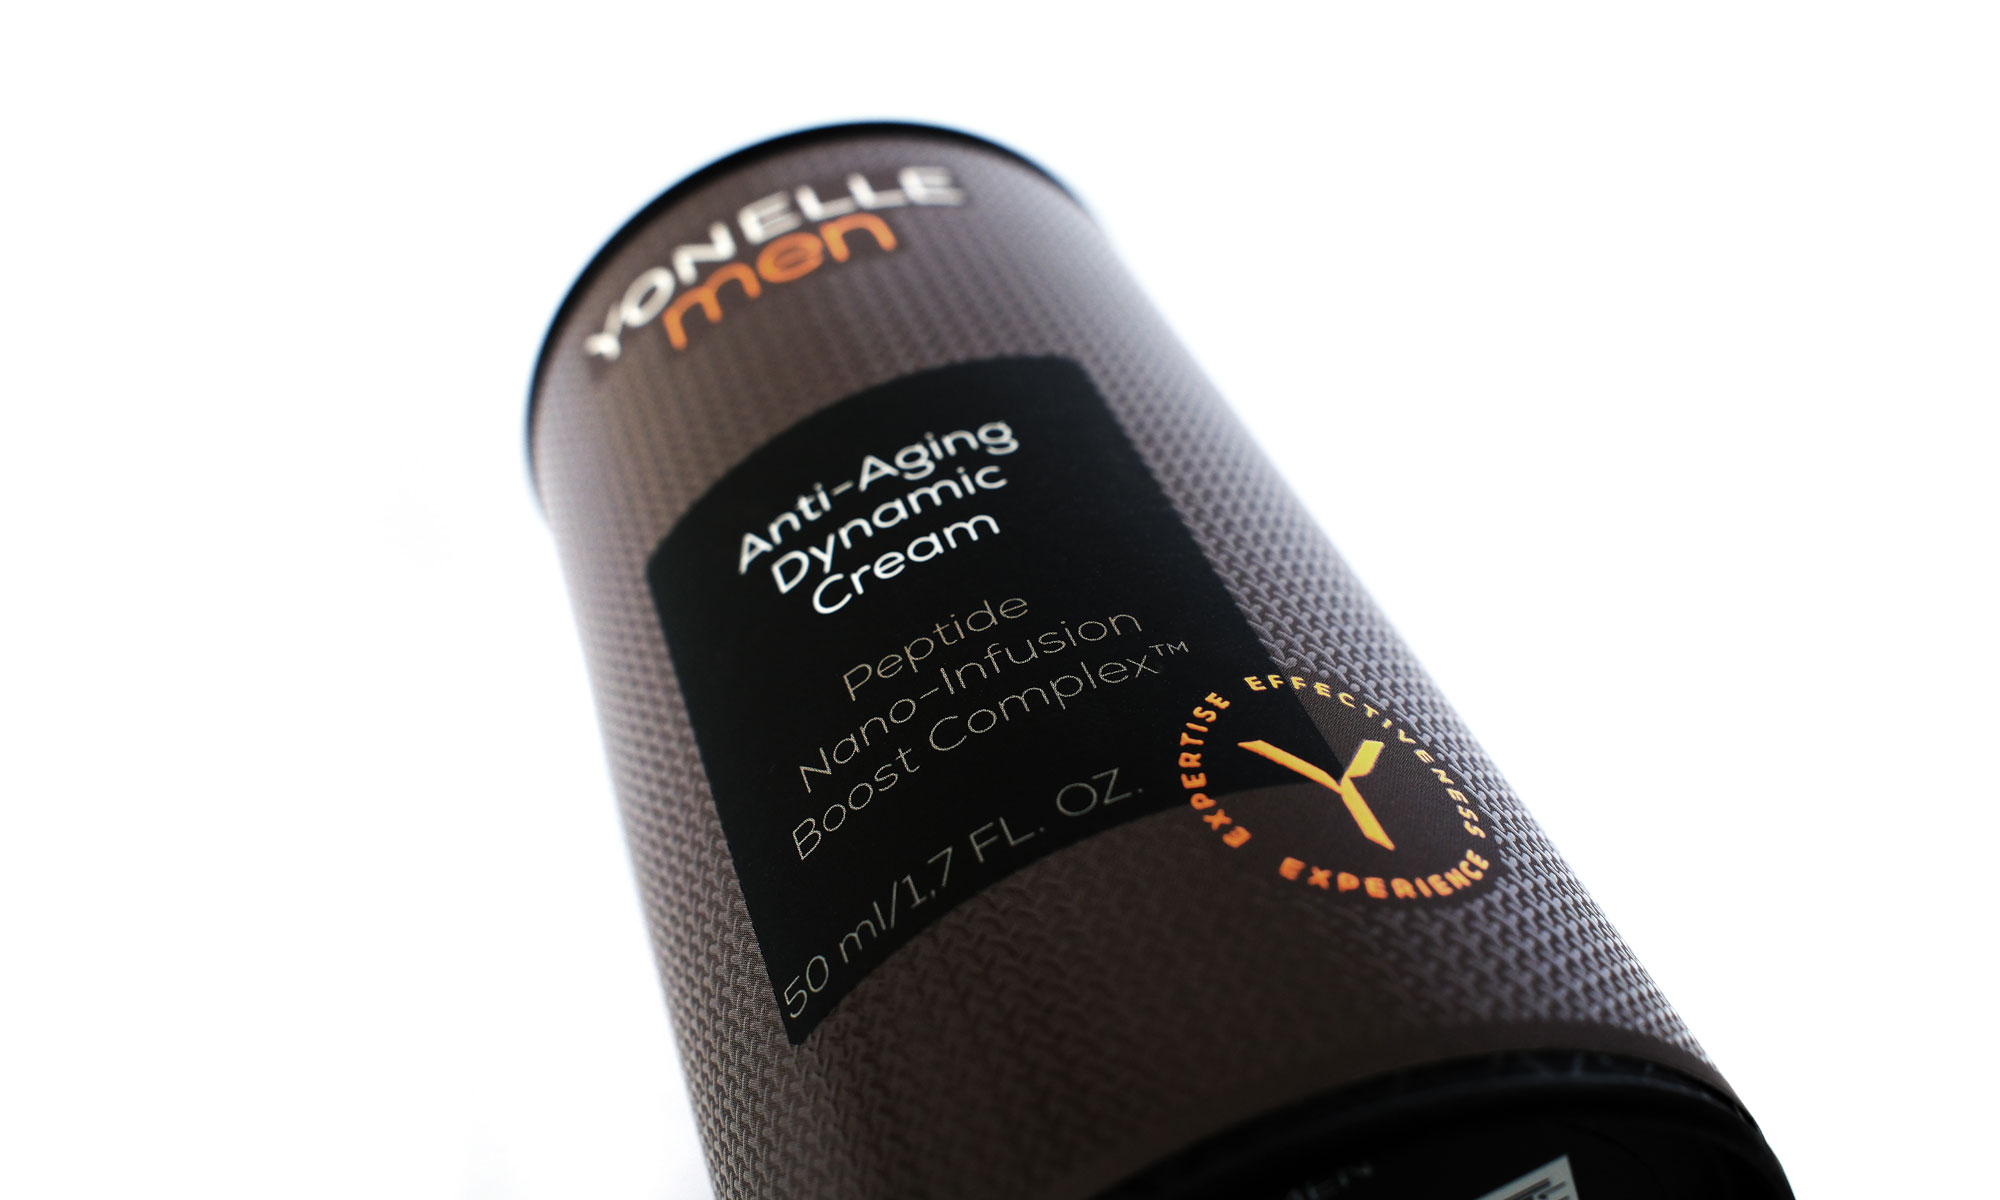 YONELLE
men
Anti-Aging
Dynamic
Cream
Peptide
Nano-Infusion
Boost Complex™
50 ml/1,7 FL. OZ.
EXPERTISE EFFECTIVENESS EXPERIENCE
Y